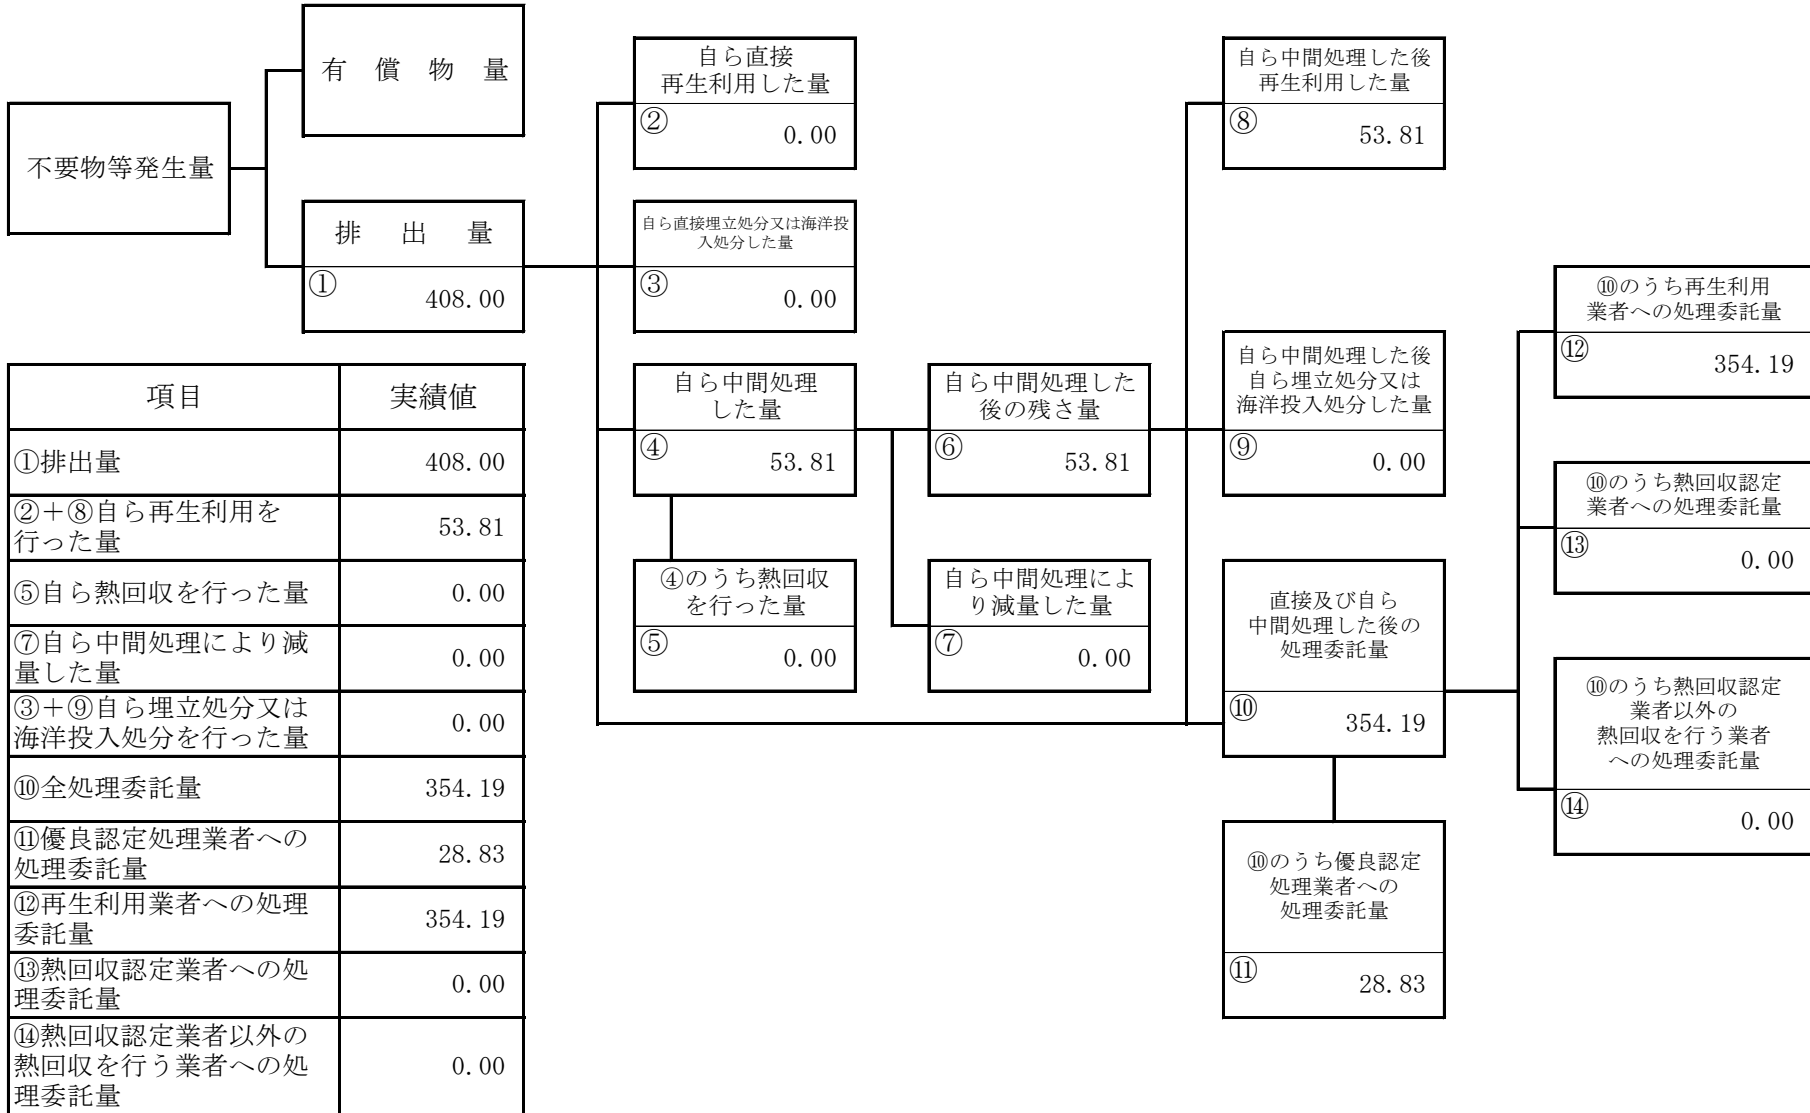 有　償　物　量
不要物等発生量
排　出　量
①
408.00
自ら直接
再生利用した量
②
0.00
自ら直接埋立処分又は海洋投
入処分した量
③
0.00
自ら中間処理
した量
④
53.81
④のうち熱回収
を行った量
⑤
0.00
自ら中間処理した
後の残さ量
⑥
53.81
自ら中間処理によ
り減量した量
⑦
0.00
自ら中間処理した後
再生利用した量
⑧
53.81
自ら中間処理した後
自ら埋立処分又は
海洋投入処分した量
⑨
0.00
直接及び自ら
中間処理した後の
処理委託量
⑩
354.19
⑩のうち優良認定
処理業者への
処理委託量
⑪
28.83
⑩のうち再生利用
業者への処理委託量
⑫
354.19
⑩のうち熱回収認定
業者への処理委託量
⑬
0.00
⑩のうち熱回収認定
業者以外の
熱回収を行う業者
への処理委託量
⑭
0.00
項目　実績値
①排出量　408.00
②＋⑧自ら再生利用を
行った量　53.81
⑤自ら熱回収を行った量　0.00
⑦自ら中間処理により減
量した量　0.00
③＋⑨自ら埋立処分又は
海洋投入処分を行った量　0.00
⑩全処理委託量　354.19
⑪優良認定処理業者への
処理委託量　28.83
⑫再生利用業者への処理
委託量　354.19
⑬熱回収認定業者への処
理委託量　0.00
⑭熱回収認定業者以外の
熱回収を行う業者への処
理委託量　0.00